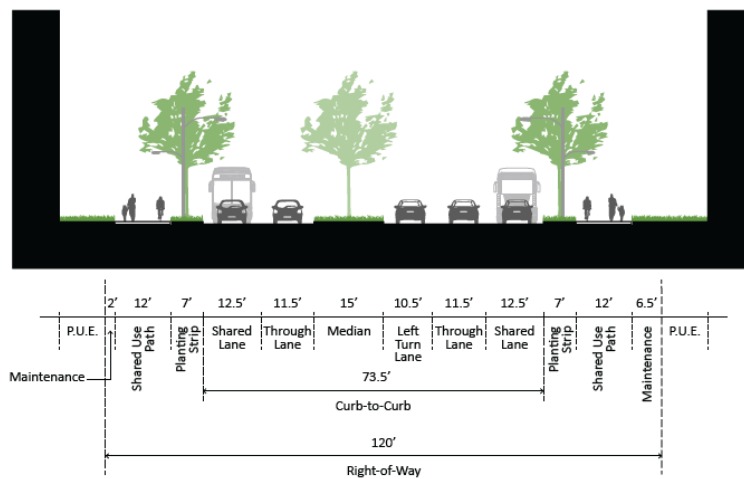 2’ 12’ 7’ 12.5’ 11.5’ 15’ 10.5’ 11.5’ 12.5’ 7’ 12’ 6.5’
P.U.E.
Maintenance
Shared Use
Path
Planting
Strip
Shared
Lane
Through
Lane
Median
Left
Turn
Lane
Through
Lane
Shared
Lane
Planting
Strip
Shared Use
Path
Maintenance
P.U.E.
73.5’
Curb-to-Curb
120’
Right-of-Way